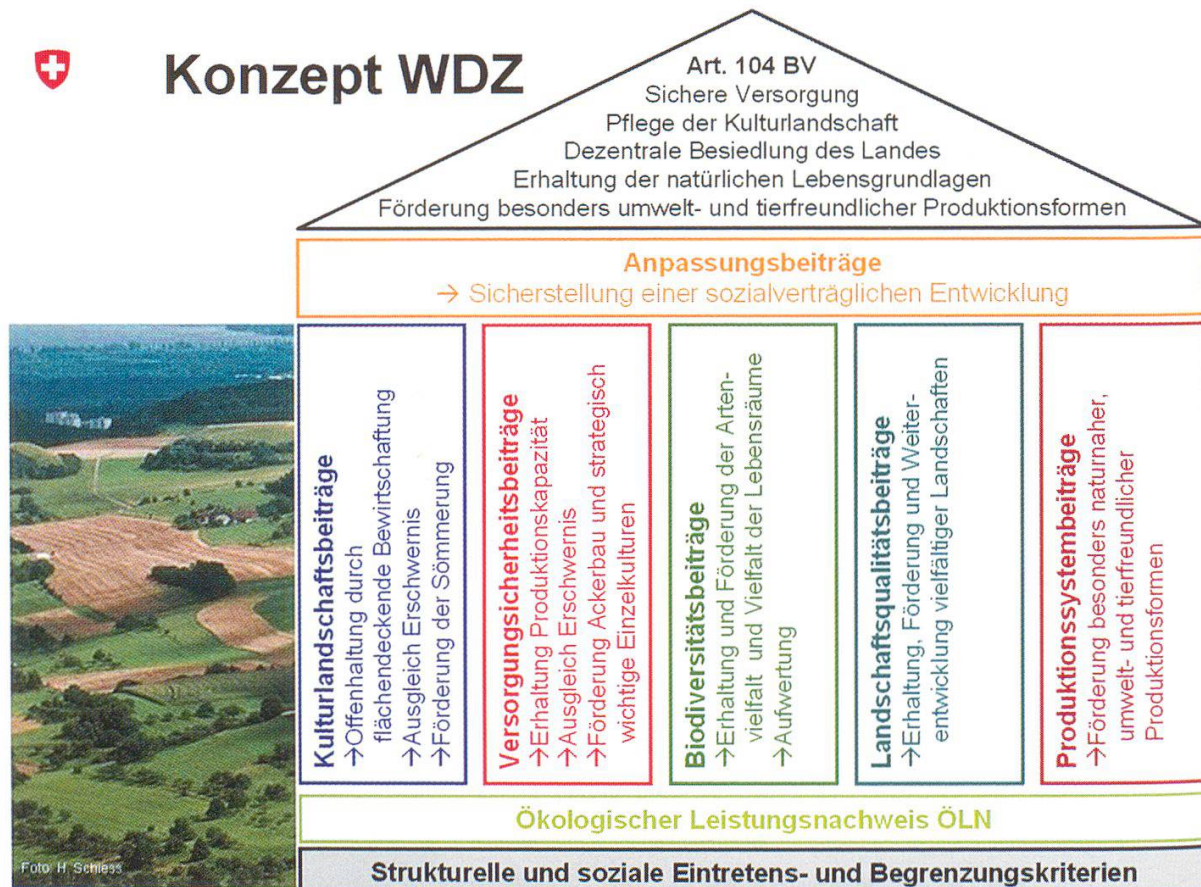 Konzept WDZ
Art. 104 BV
Sichere Versorgung
Pflege der Kulturlandschaft
Dezentrale Besiedlung des Landes
Erhaltung der natürlichen Lebensgrundlagen
Förderung besonders umwelt- und tierfreundlicher Produktionsformen
Anpassungsbeiträge
→ Sicherstellung einer sozialverträglichen Entwicklung
Kulturlandschaftsbeiträge
→Offenhaltung durch
flächendeckende Bewirtschaftung
→Ausgleich Erschwernis
→Förderung der Sömmerung
Versorgungsicherheitsbeiträge
→Erhaltung Produktionskapazität
→Ausgleich Erschwernis
→Förderung Ackerbau und strategisch
wichtige Einzelkulturen
Biodiversitätsbeiträge
→Erhaltung und Förderung der Arten-
vielfalt und Vielfalt der Lebensräume
→Aufwertung
Landschaftsqualitätsbeiträge
→Erhaltung, Förderung und Weiter-
entwicklung vielfältiger Landschaften
Produktionssystembeiträge
→Förderung besonders naturnaher,
umwelt- und tierfreundlicher
Produktionsformen
Ökologischer Leistungsnachweis ÖLN
Strukturelle und soziale Eintretens- und Begrenzungskriterien
Foto: H. Schiess